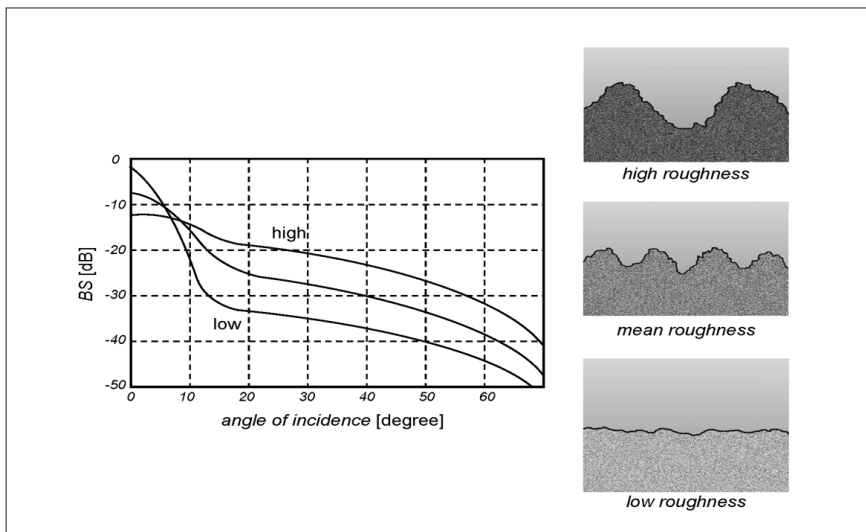 0
-10
-20
-30
-40
-50
BS [dB]
high
low
0 10 20 30 40 50 60
angle of incidence [degree]
high roughness
mean roughness
low roughness